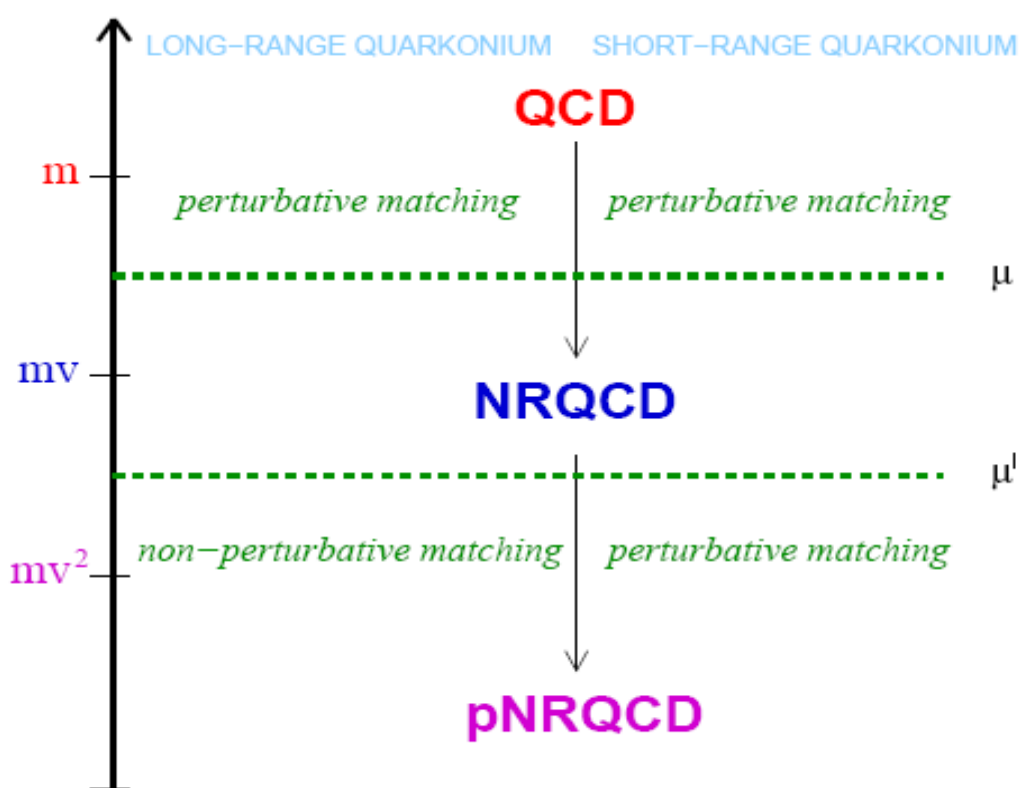 LONG−RANGE QUARKONIUM SHORT−RANGE QUARKONIUM
QCD
m
perturbative matching perturbative matching
μ
mv
NRQCD
μ'
non−perturbative matching perturbative matching
mv²
pNRQCD